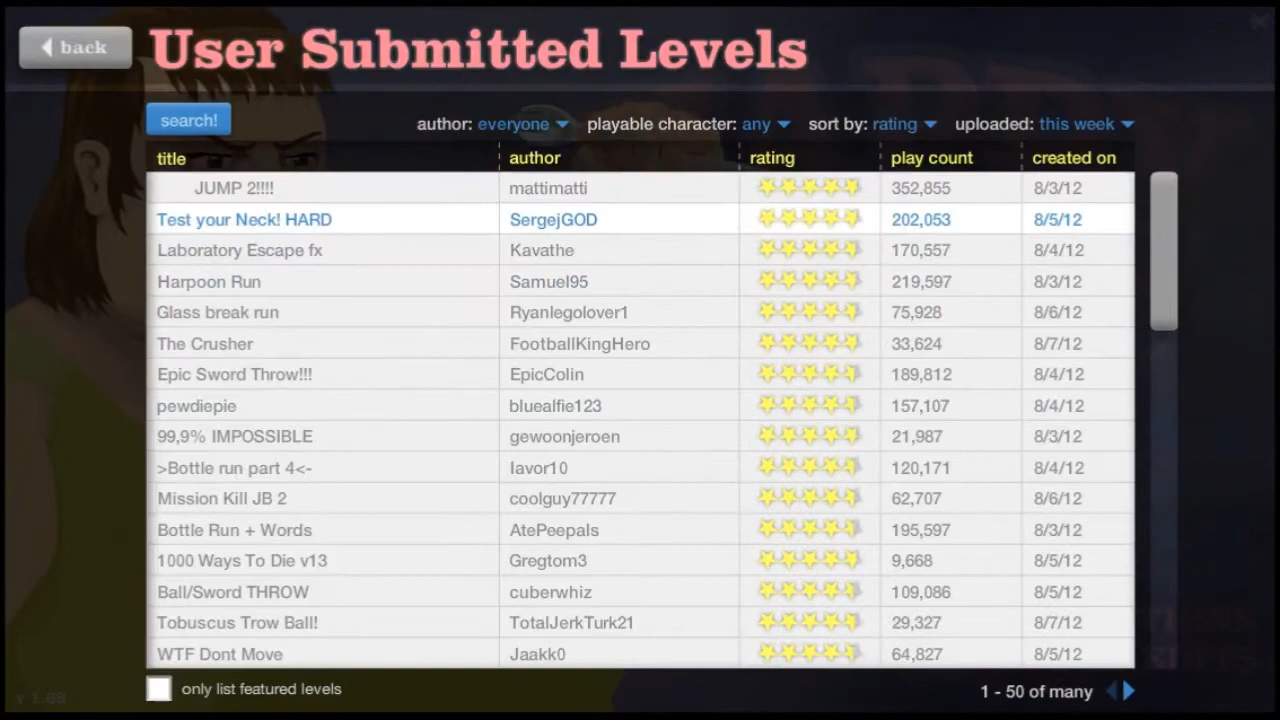 back
User Submitted Levels
search!
author: everyone playable character: any sort by: rating uploaded: this week
title author rating play count created on
JUMP 2!!!! mattimatti 352,855 8/3/12
Test your Neck! HARD SergejGOD 202,053 8/5/12
Laboratory Escape fx Kavathe 170,557 8/4/12
Harpoon Run Samuel95 219,597 8/3/12
Glass break run Ryanlegolover1 75,928 8/6/12
The Crusher FootballKingHero 33,624 8/7/12
Epic Sword Throw!!! EpicColin 189,812 8/4/12
pewdiepie bluealfie123 157,107 8/4/12
99,9% IMPOSSIBLE gewoonjeroen 21,987 8/3/12
>Bottle run part 4<- lavor10 120,171 8/4/12
Mission Kill JB 2 coolguy77777 62,707 8/6/12
Bottle Run + Words AtePeepals 195,597 8/3/12
1000 Ways To Die v13 Gregtom3 9,668 8/5/12
Ball/Sword THROW cuberwhiz 109,086 8/5/12
Tobuscus Trow Ball! TotalJerkTurk21 29,327 8/7/12
WTF Dont Move Jaakk0 64,827 8/5/12
only list featured levels 1 - 50 of many